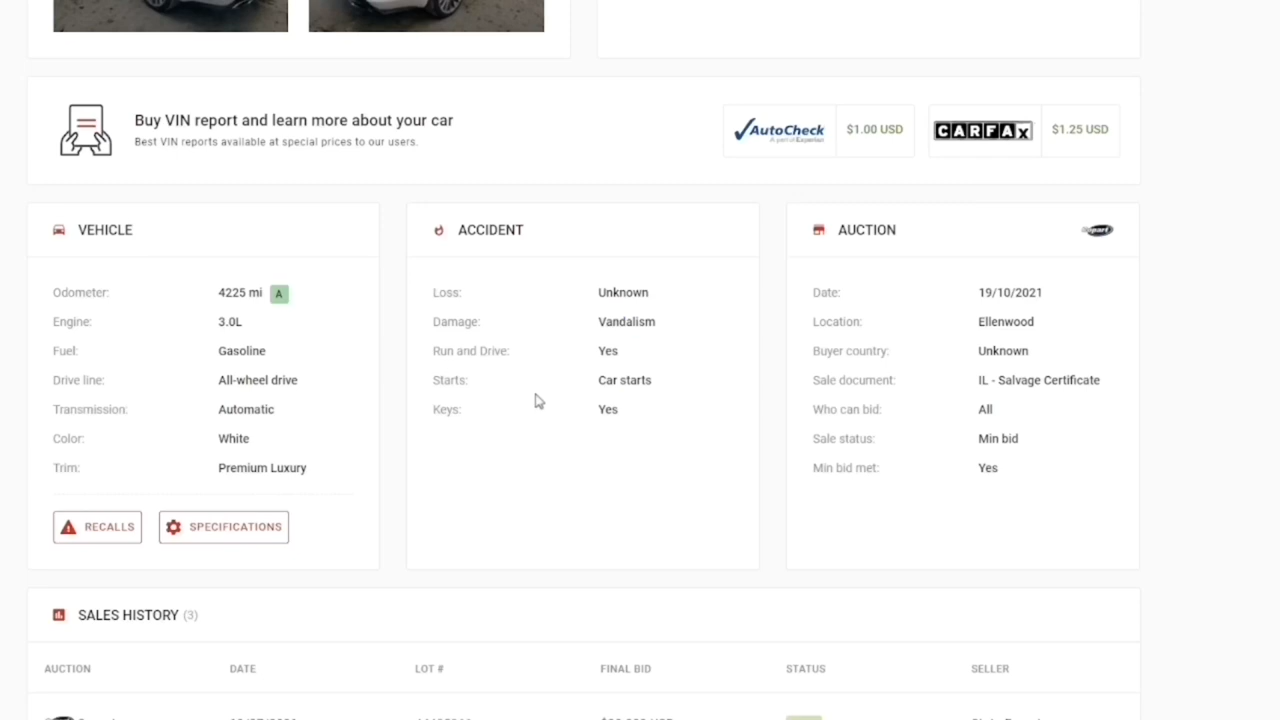 Buy VIN report and learn more about your car
Best VIN reports available at special prices to our users.
AutoCheck
A part of Experian
$1.00 USD
CARFAX
$1.25 USD
VEHICLE
Odometer: 4225 mi A
Engine: 3.0L
Fuel: Gasoline
Drive line: All-wheel drive
Transmission: Automatic
Color: White
Trim: Premium Luxury
RECALLS
SPECIFICATIONS
ACCIDENT
Loss: Unknown
Damage: Vandalism
Run and Drive: Yes
Starts: Car starts
Keys: Yes
AUCTION
Date: 19/10/2021
Location: Ellenwood
Buyer country: Unknown
Sale document: IL - Salvage Certificate
Who can bid: All
Sale status: Min bid
Min bid met: Yes
SALES HISTORY (3)
AUCTION DATE LOT # FINAL BID STATUS SELLER